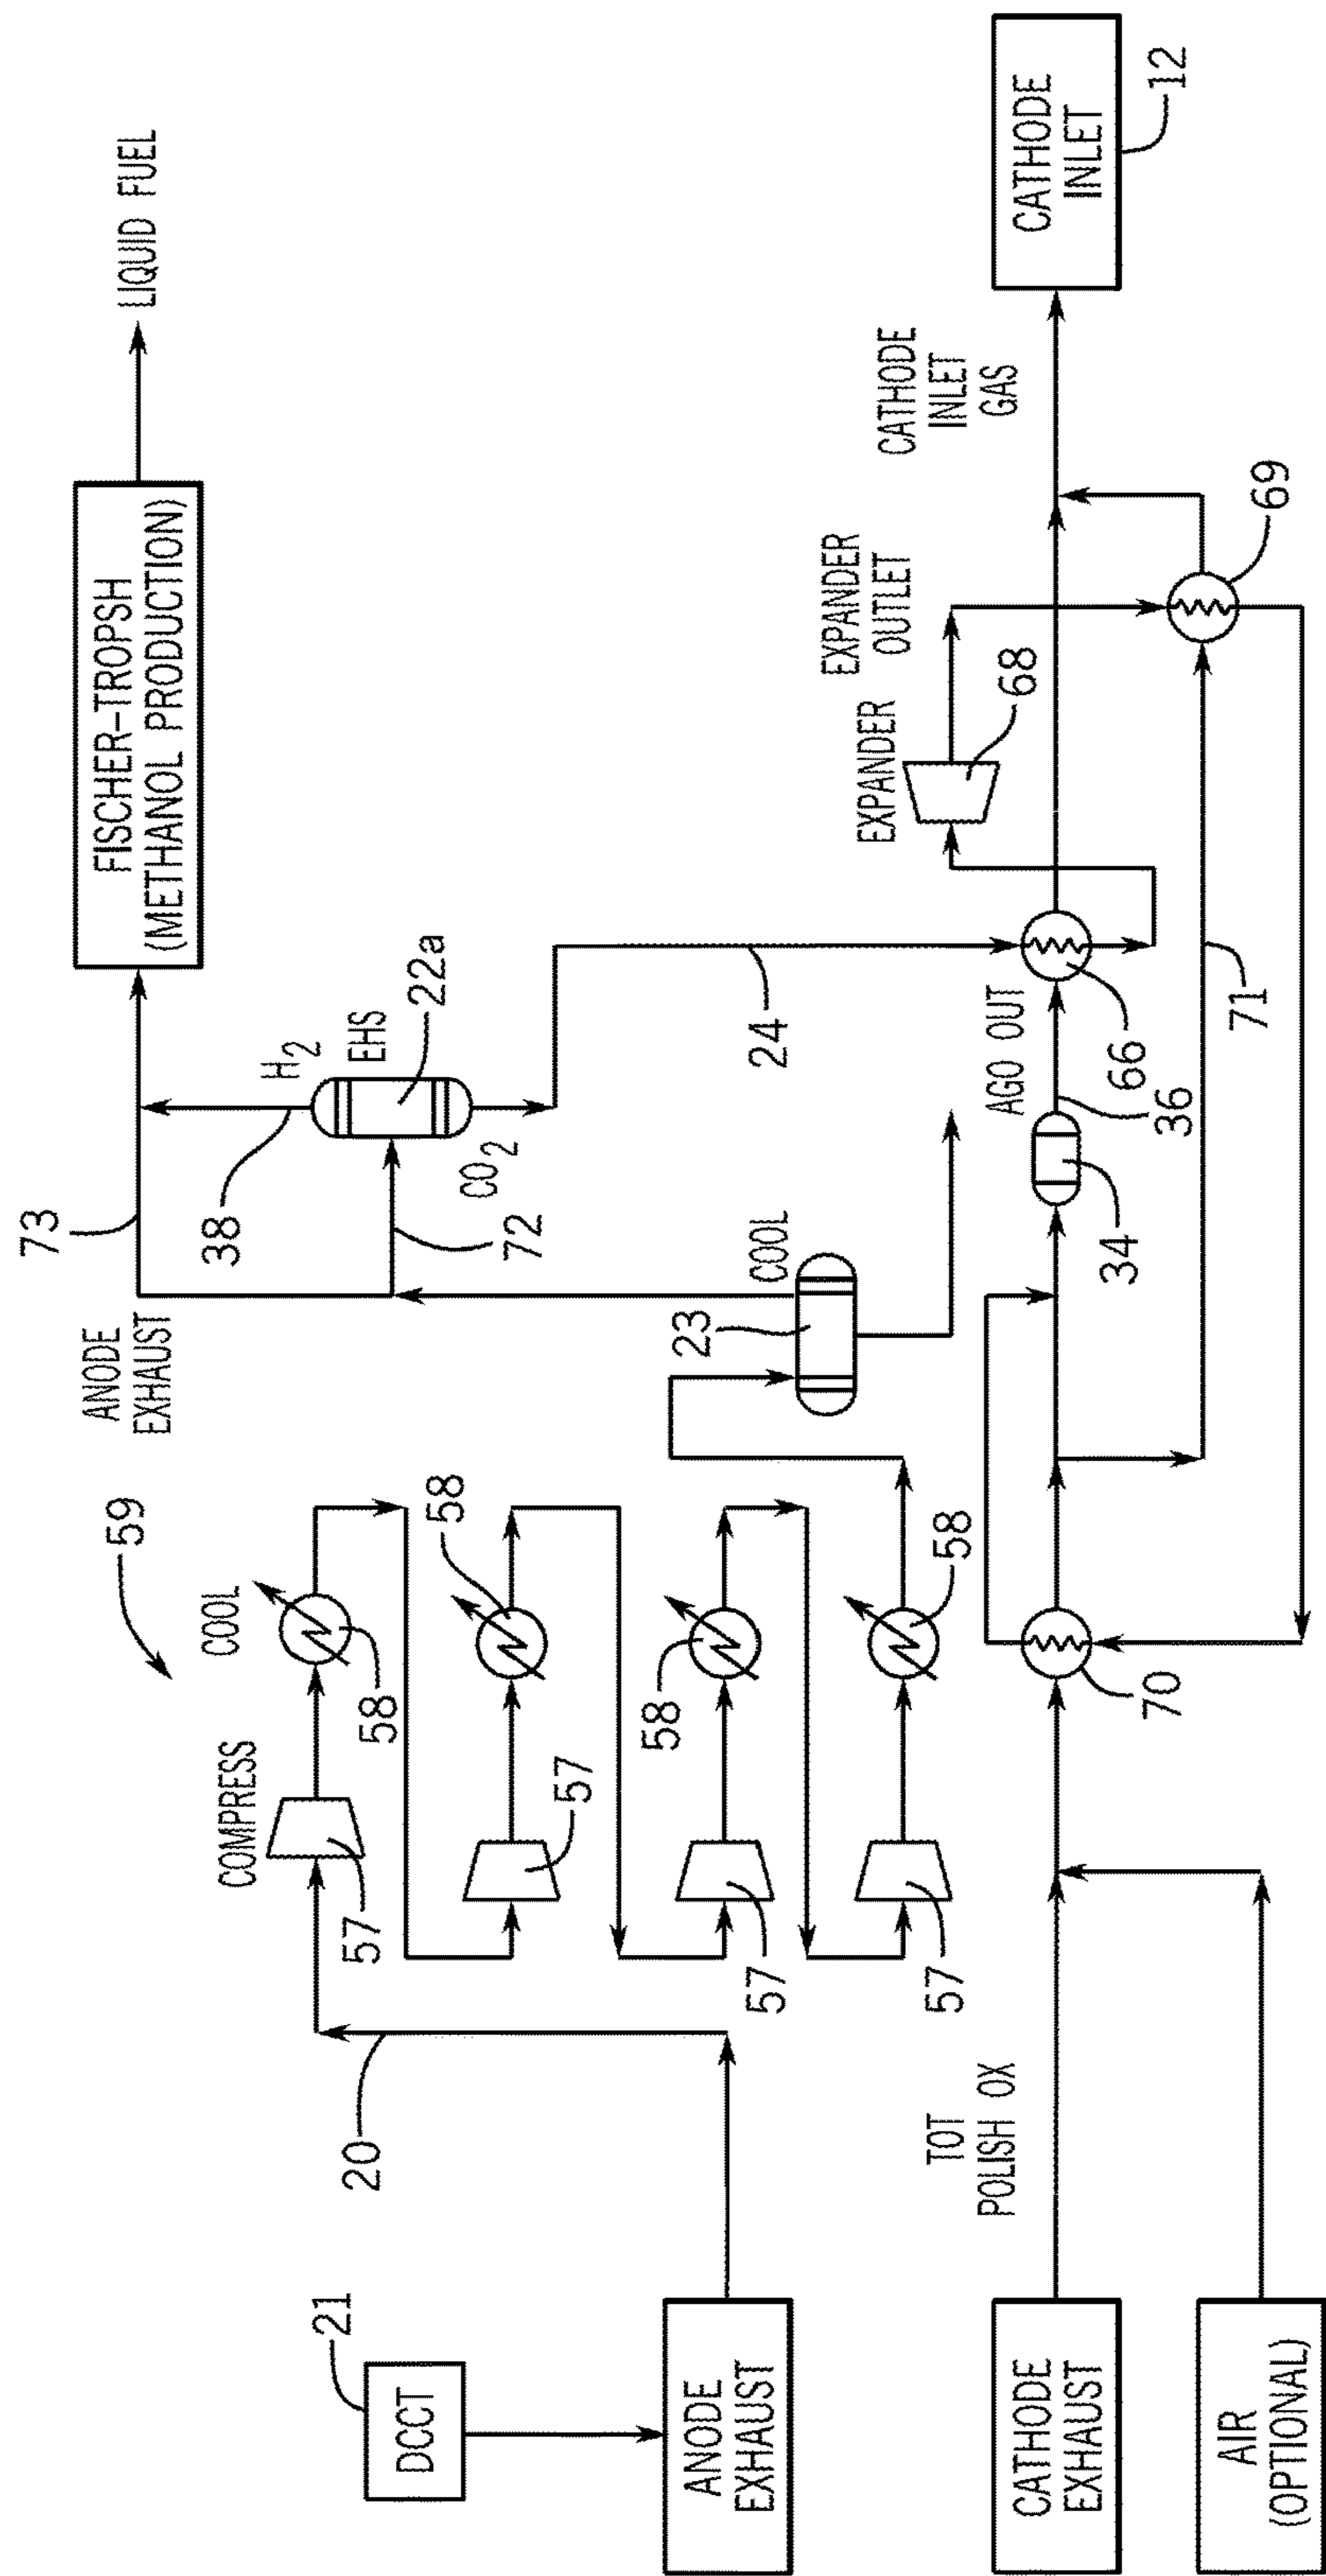 59
73
ANODE
EXHAUST
FISCHER-TROPSH
(METHANOL PRODUCTION)
LIQUID FUEL
COMPRESS
COOL
38
H2
EHS
22a
21
DCCT
20
57
58
58
57
CO2
72
24
58
57
58
57
23
COOL
ANODE
EXHAUST
EXPANDER
68
EXPANDER
OUTLET
CATHODE
INLET
GAS
CATHODE
INLET
12
TOT
POLISH OX
AGO OUT
CATHODE
EXHAUST
70
34
36
66
69
71
AIR
(OPTIONAL)